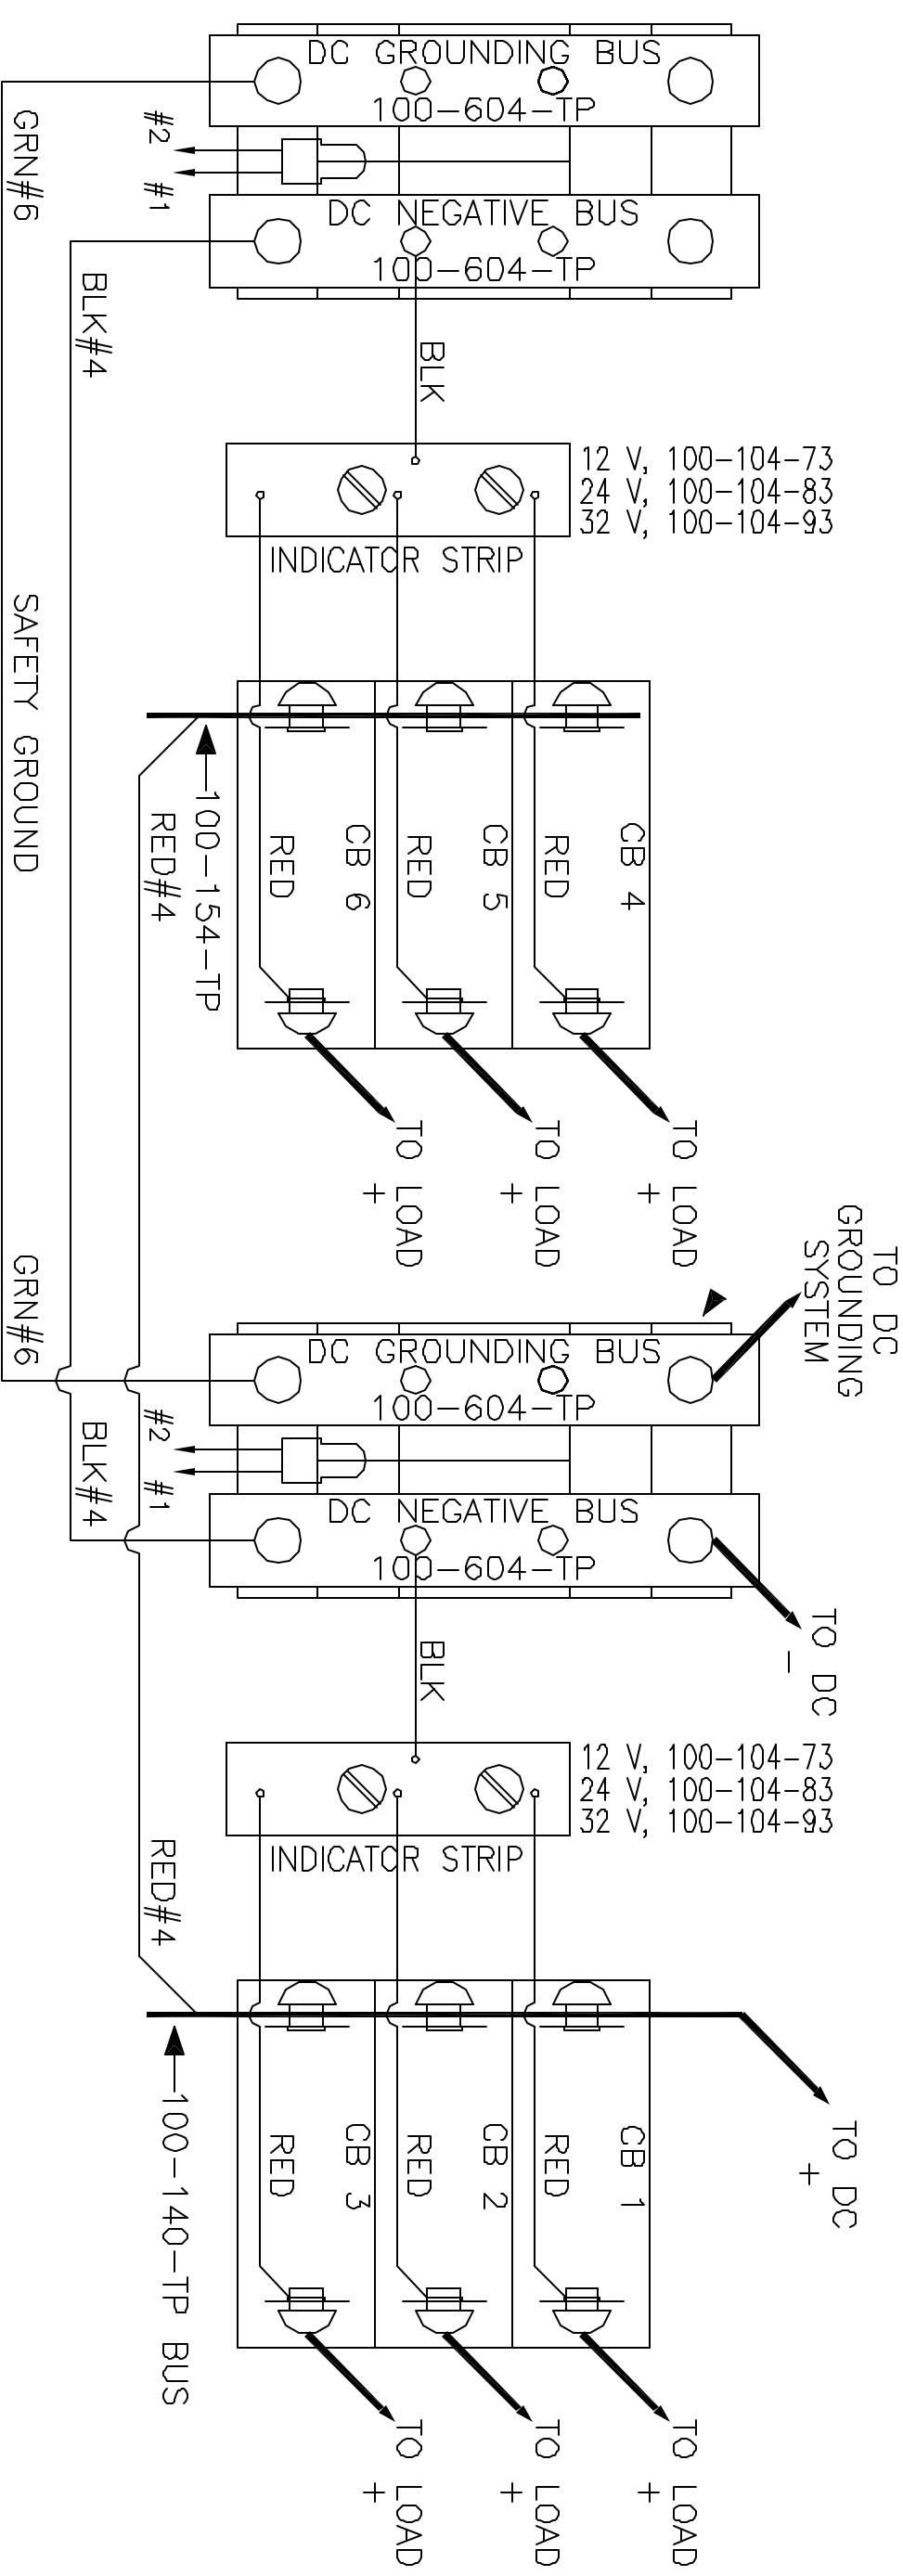 DC GROUNDING BUS
100-604-TP
#2
#1
GRN#6
DC NEGATIVE BUS
100-604-TP
BLK#4
BLK
12 V, 100-104-73
24 V, 100-104-83
32 V, 100-104-93
INDICATOR STRIP
SAFETY GROUND
100-154-TP
RED#4
CB 4
RED
CB 5
RED
CB 6
RED
TO LOAD
+
TO LOAD
+
TO LOAD
+
TO DC
GROUNDING
SYSTEM
GRN#6
DC GROUNDING BUS
100-604-TP
#2
#1
BLK#4
DC NEGATIVE BUS
100-604-TP
TO DC
-
BLK
12 V, 100-104-73
24 V, 100-104-83
32 V, 100-104-93
INDICATOR STRIP
RED#4
TO DC
+
100-140-TP BUS
CB 1
RED
CB 2
RED
CB 3
RED
TO LOAD
+
TO LOAD
+
TO LOAD
+